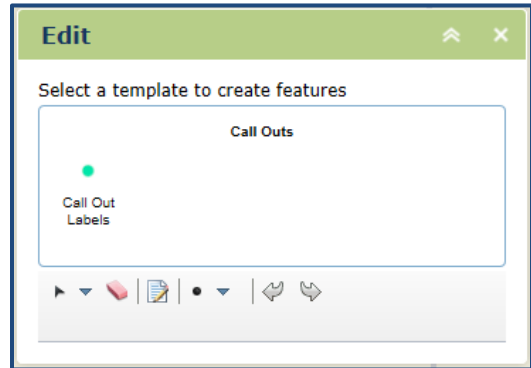 Edit
Select a template to create features
Call Outs
Call Out
Labels